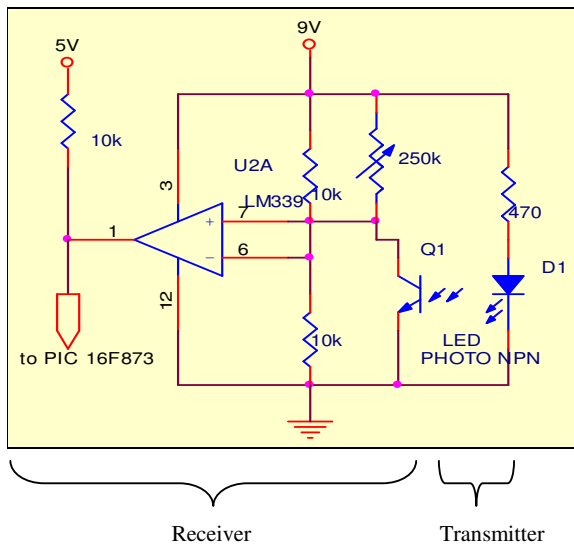 5V
9V
10k
3
U2A
LM339
10k
250k
470
7
+
1
6
−
Q1
D1
12
10k
LED
PHOTO NPN
to PIC 16F873
Receiver
Transmitter